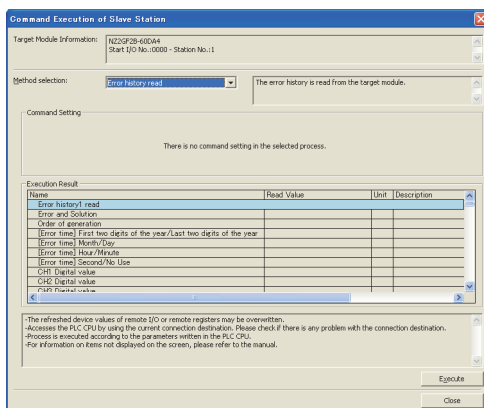 Command Execution of Slave Station
Target Module Information:
NZ2GF2B-60DA4
Start I/O No.:0000 - Station No.:1
Method selection:
Error history read
The error history is read from the target module.
Command Setting
There is no command setting in the selected process.
Execution Result
Name Read Value Unit Description
Error history1 read
Error and Solution
Order of generation
[Error time] First two digits of the year/Last two digits of the year
[Error time] Month/Day
[Error time] Hour/Minute
[Error time] Second/No Use
CH1 Digital value
CH2 Digital value
CH3 Digital value
-The refreshed device values of remote I/O or remote registers may be overwritten.
-Accesses the PLC CPU by using the current connection destination. Please check if there is any problem with the connection destination.
-Process is executed according to the parameters written in the PLC CPU.
-For information on items not displayed on the screen, please refer to the manual.
Execute
Close